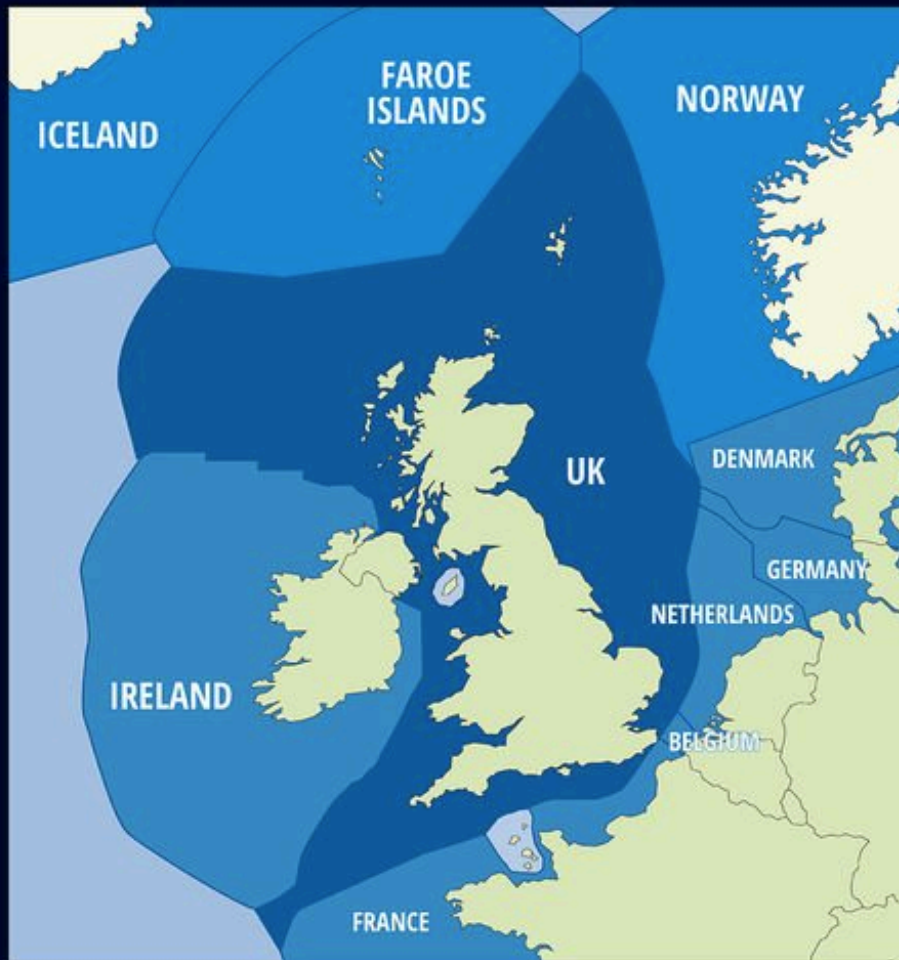 FAROE
ISLANDS
NORWAY
ICELAND
UK
DENMARK
GERMANY
NETHERLANDS
IRELAND
BELGIUM
FRANCE